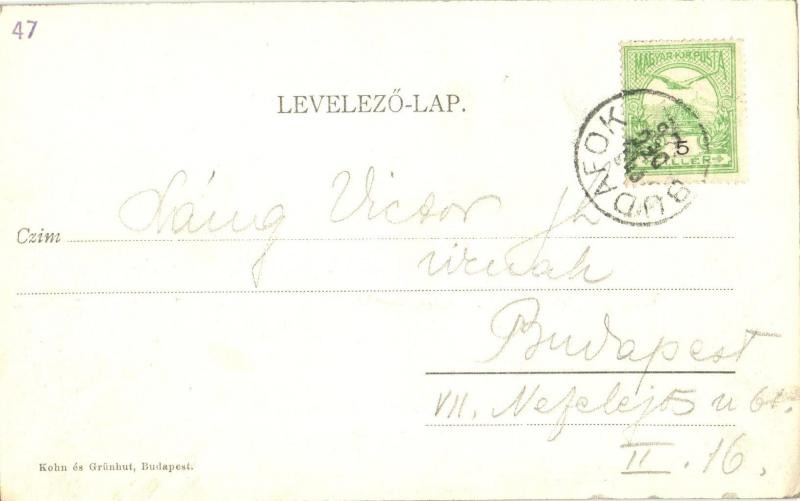 47
MAGYAR·KIR·POSTA
5
LEVELEZŐ-LAP.
BUDAFOK
Czim Láng Victor
úrnak
Budapest
VII. Nefelejts u 61.
II. 16.
Kohn és Grünhut, Budapest.